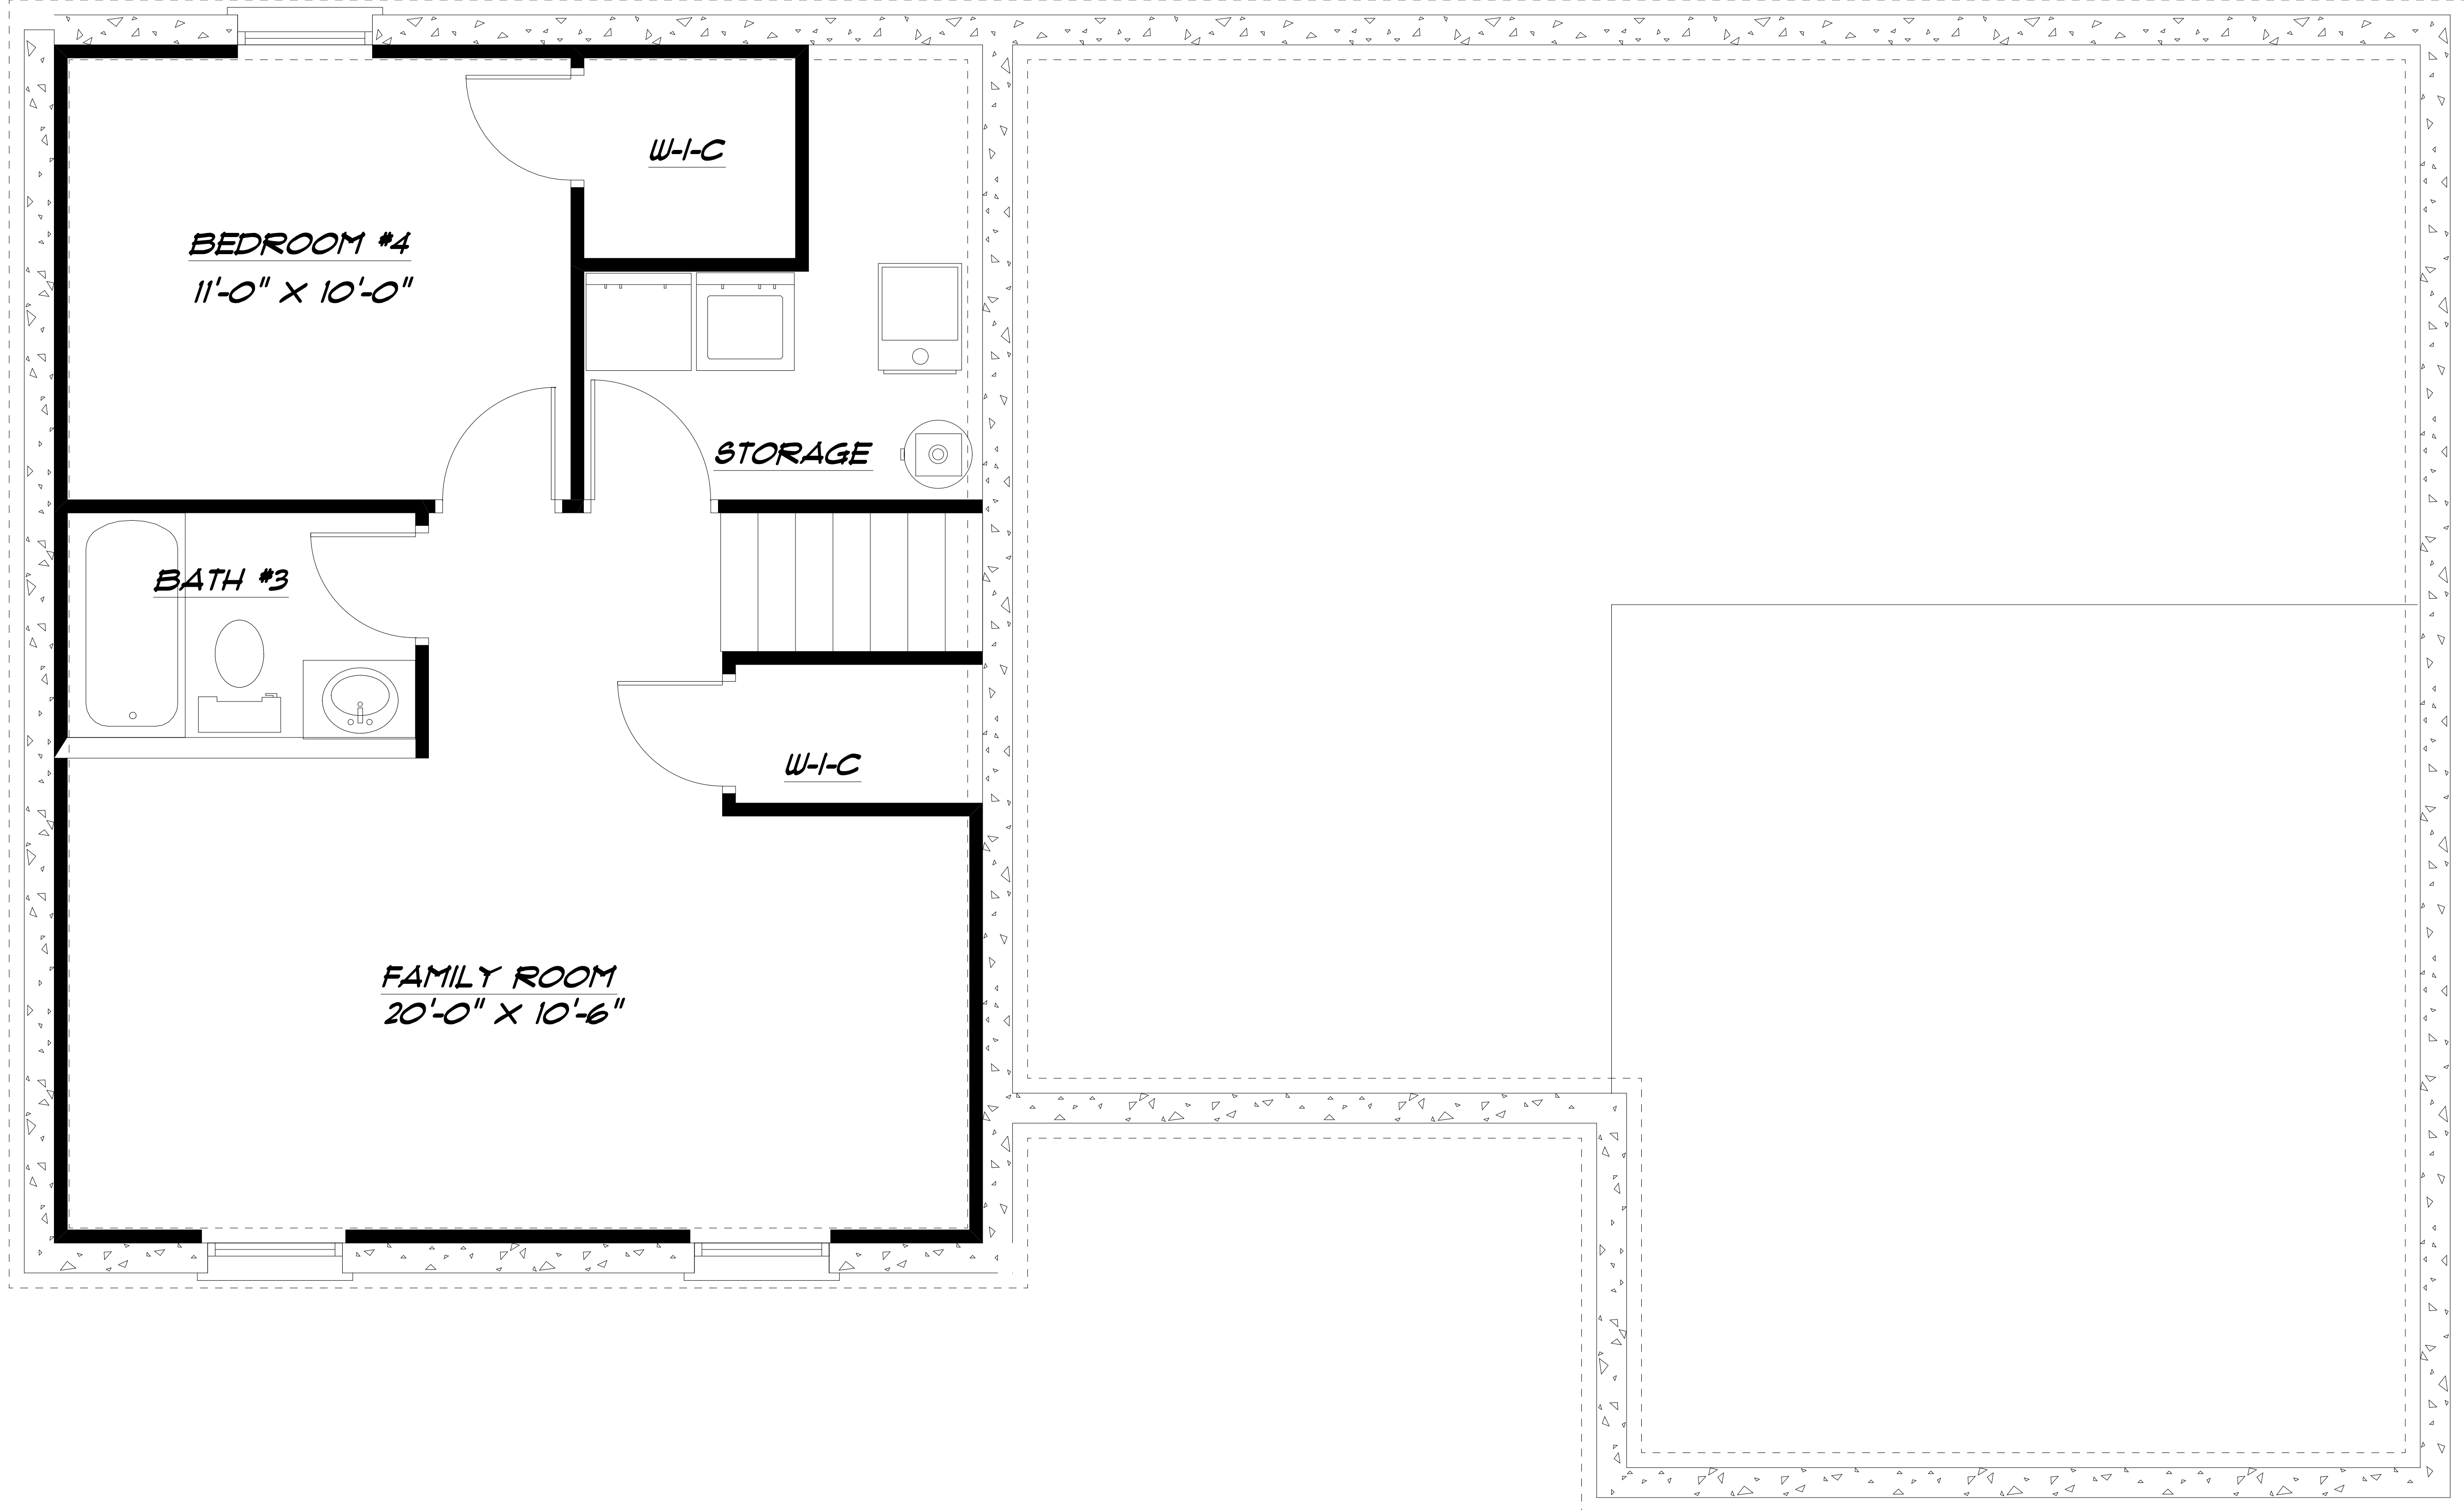 W-I-C
BEDROOM #4
11'-0" X 10'-0"
STORAGE
BATH #3
W-I-C
FAMILY ROOM
20'-0" X 10'-6"